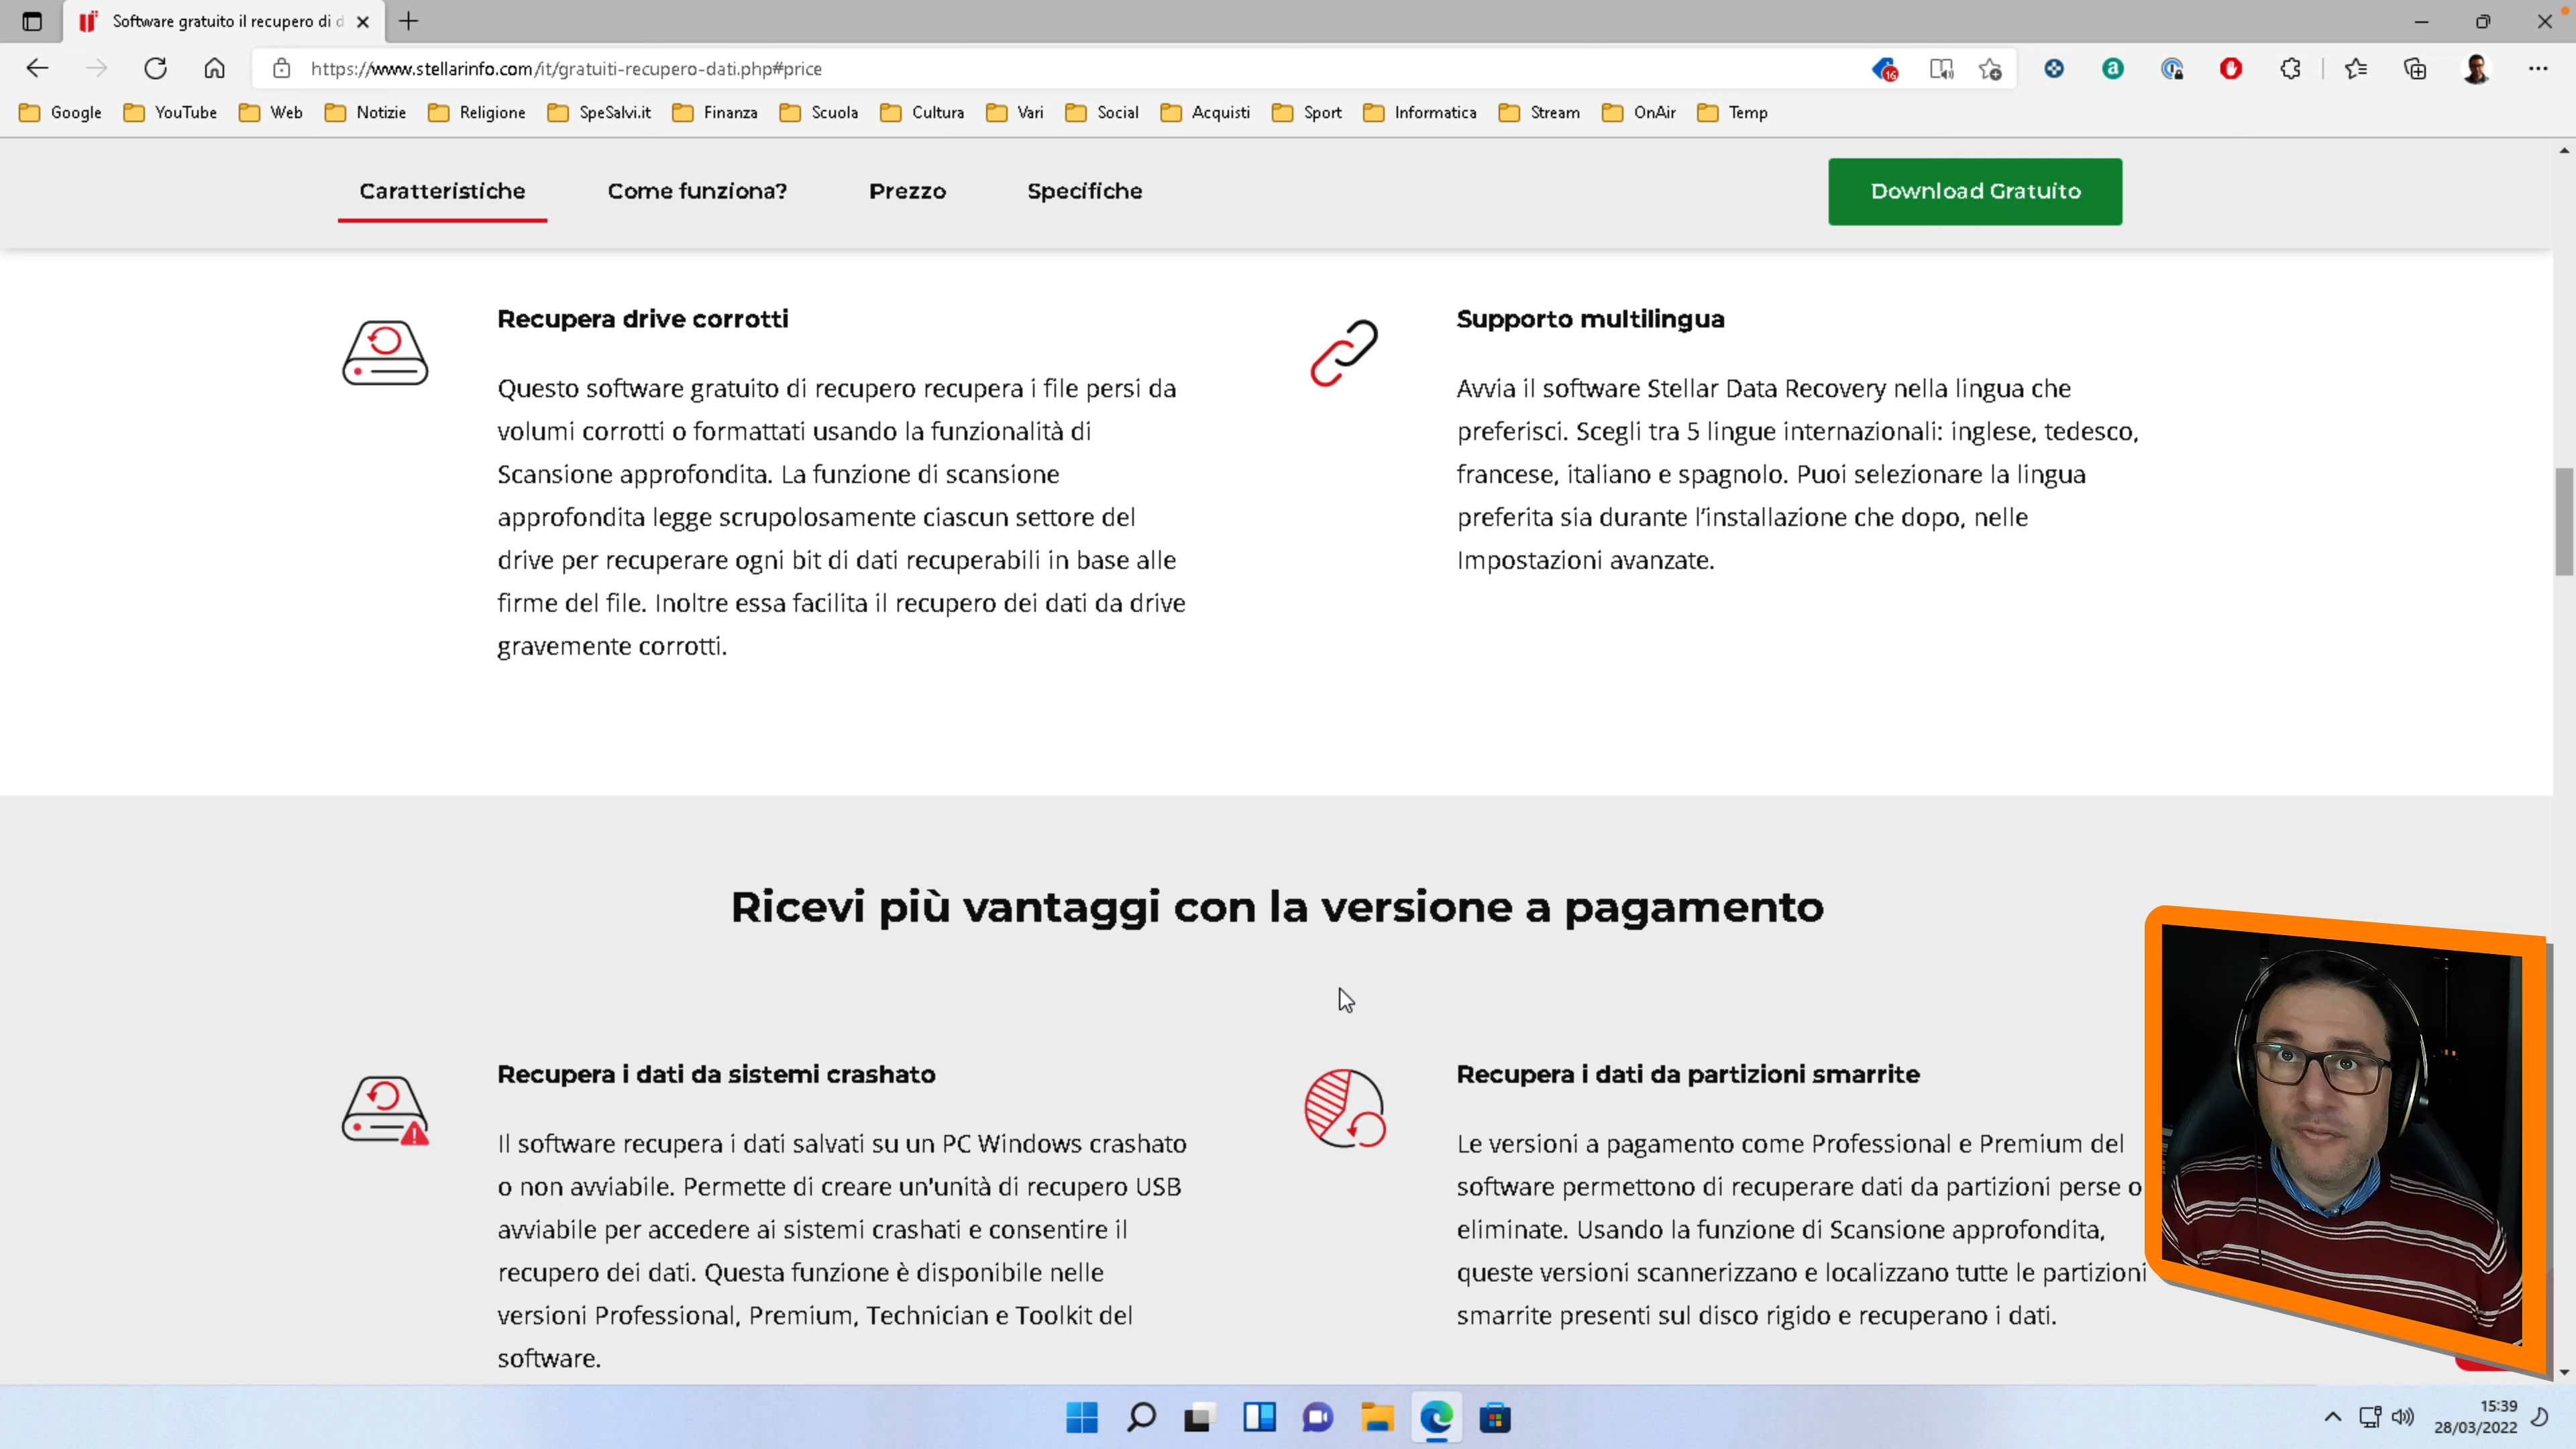 Software gratuito il recupero di d
https://www.stellarinfo.com/it/gratuiti-recupero-dati.php#price
16
Google YouTube Web Notizie Religione SpeSalvi.it Finanza Scuola Cultura Vari Social Acquisti Sport Informatica Stream OnAir Temp
Caratteristiche Come funziona? Prezzo Specifiche Download Gratuito
Recupera drive corrotti
Questo software gratuito di recupero recupera i file persi da
volumi corrotti o formattati usando la funzionalità di
Scansione approfondita. La funzione di scansione
approfondita legge scrupolosamente ciascun settore del
drive per recuperare ogni bit di dati recuperabili in base alle
firme del file. Inoltre essa facilita il recupero dei dati da drive
gravemente corrotti.
Supporto multilingua
Avvia il software Stellar Data Recovery nella lingua che
preferisci. Scegli tra 5 lingue internazionali: inglese, tedesco,
francese, italiano e spagnolo. Puoi selezionare la lingua
preferita sia durante l'installazione che dopo, nelle
Impostazioni avanzate.
Ricevi più vantaggi con la versione a pagamento
Recupera i dati da sistemi crashato
Il software recupera i dati salvati su un PC Windows crashato
o non avviabile. Permette di creare un'unità di recupero USB
avviabile per accedere ai sistemi crashati e consentire il
recupero dei dati. Questa funzione è disponibile nelle
versioni Professional, Premium, Technician e Toolkit del
software.
Recupera i dati da partizioni smarrite
Le versioni a pagamento come Professional e Premium del
software permettono di recuperare dati da partizioni perse o
eliminate. Usando la funzione di Scansione approfondita,
queste versioni scannerizzano e localizzano tutte le partizioni
smarrite presenti sul disco rigido e recuperano i dati.
15:39
28/03/2022